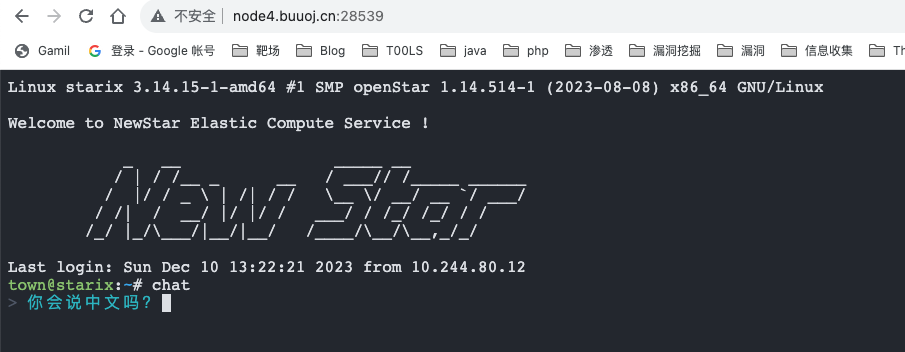 不安全 | node4.buuoj.cn:28539
Gamil 登录 - Google 帐号 靶场 Blog T00LS java php 渗透 漏洞挖掘 漏洞 信息收集 Th
Linux starix 3.14.15-1-amd64 #1 SMP openStar 1.14.514-1 (2023-08-08) x86_64 GNU/Linux
Welcome to NewStar Elastic Compute Service !
New Star
Last login: Sun Dec 10 13:22:21 2023 from 10.244.80.12
town@starix:~# chat
> 你会说中文吗?